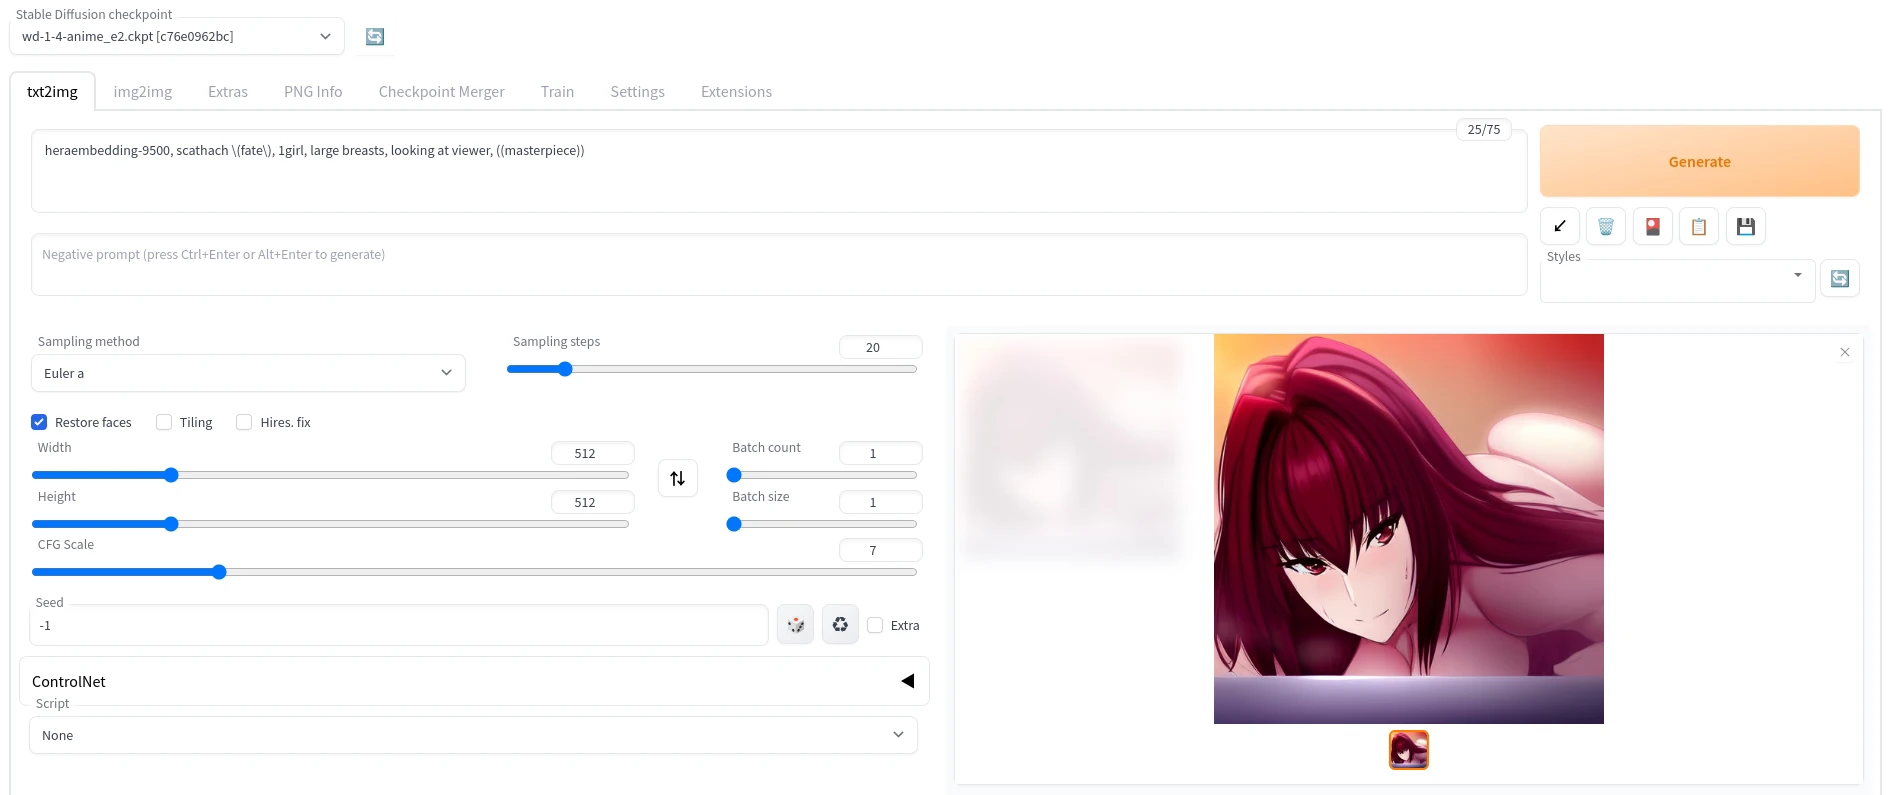 Stable Diffusion checkpoint
wd-1-4-anime_e2.ckpt [c76e0962bc]
txt2img img2img Extras PNG Info Checkpoint Merger Train Settings Extensions
25/75
heraembedding-9500, scathach \(fate\), 1girl, large breasts, looking at viewer, ((masterpiece))
Generate
Negative prompt (press Ctrl+Enter or Alt+Enter to generate)
Styles
Sampling method
Euler a
Sampling steps
20
Restore faces Tiling Hires. fix
Width
512
Height
512
Batch count
1
Batch size
1
CFG Scale
7
Seed
-1
Extra
ControlNet
Script
None